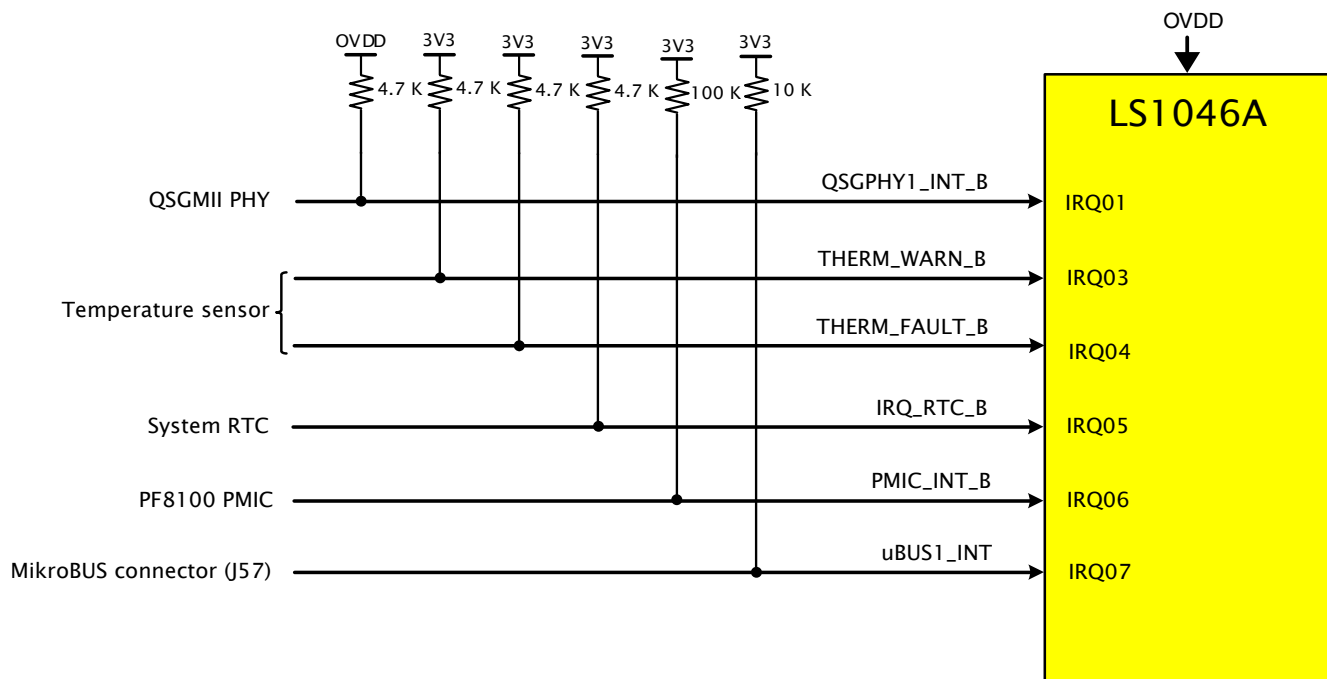 OVDD
OVDD 3V3 3V3 3V3 3V3 3V3
4.7 K 4.7 K 4.7 K 4.7 K 100 K 10 K
LS1046A
QSGMII PHY QSGPHY1_INT_B IRQ01
THERM_WARN_B IRQ03
Temperature sensor
THERM_FAULT_B IRQ04
System RTC IRQ_RTC_B IRQ05
PF8100 PMIC PMIC_INT_B IRQ06
MikroBUS connector (J57) uBUS1_INT IRQ07